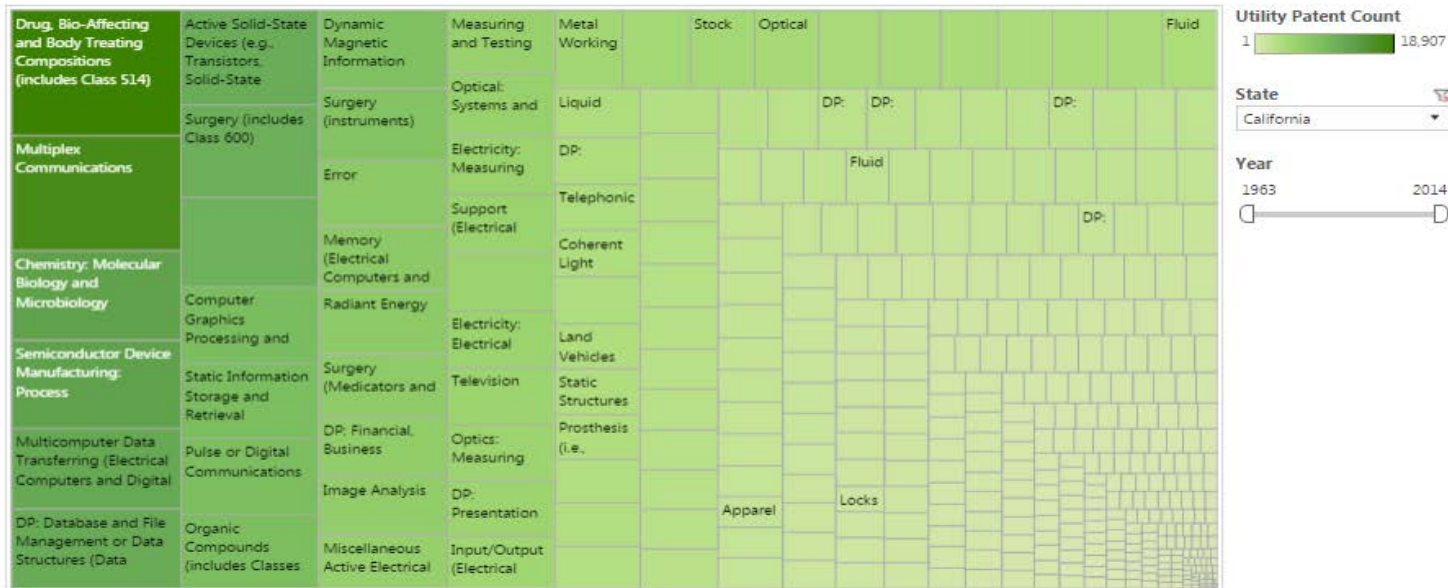 Drug, Bio-Affecting
and Body Treating
Compositions
(includes Class 514)
Multiplex
Communications
Chemistry: Molecular
Biology and
Microbiology
Semiconductor Device
Manufacturing:
Process
Multicomputer Data
Transferring (Electrical
Computers and Digital
DP: Database and File
Management or Data
Structures (Data
Active Solid-State
Devices (e.g.,
Transistors,
Solid-State
Surgery (includes
Class 600)
Computer
Graphics
Processing and
Static Information
Storage and
Retrieval
Pulse or Digital
Communications
Organic
Compounds
(includes Classes
Dynamic
Magnetic
Information
Surgery
(instruments)
Error
Memory
(Electrical
Computers and
Radiant Energy
Surgery
(Medicators and
DP: Financial,
Business
Image Analysis
Miscellaneous
Active Electrical
Measuring
and Testing
Optical:
Systems and
Electricity:
Measuring
Support
(Electrical
Electricity:
Electrical
Television
Optics:
Measuring
DP:
Presentation
Input/Output
(Electrical
Metal
Working
Liquid
DP:
Telephonic
Coherent
Light
Land
Vehicles
Static
Structures
Prosthesis
(i.e.,
Stock
Optical
Fluid
DP:
DP:
DP:
Fluid
DP:
Apparel
Locks
Utility Patent Count
1
18,907
State
California
Year
1963
2014